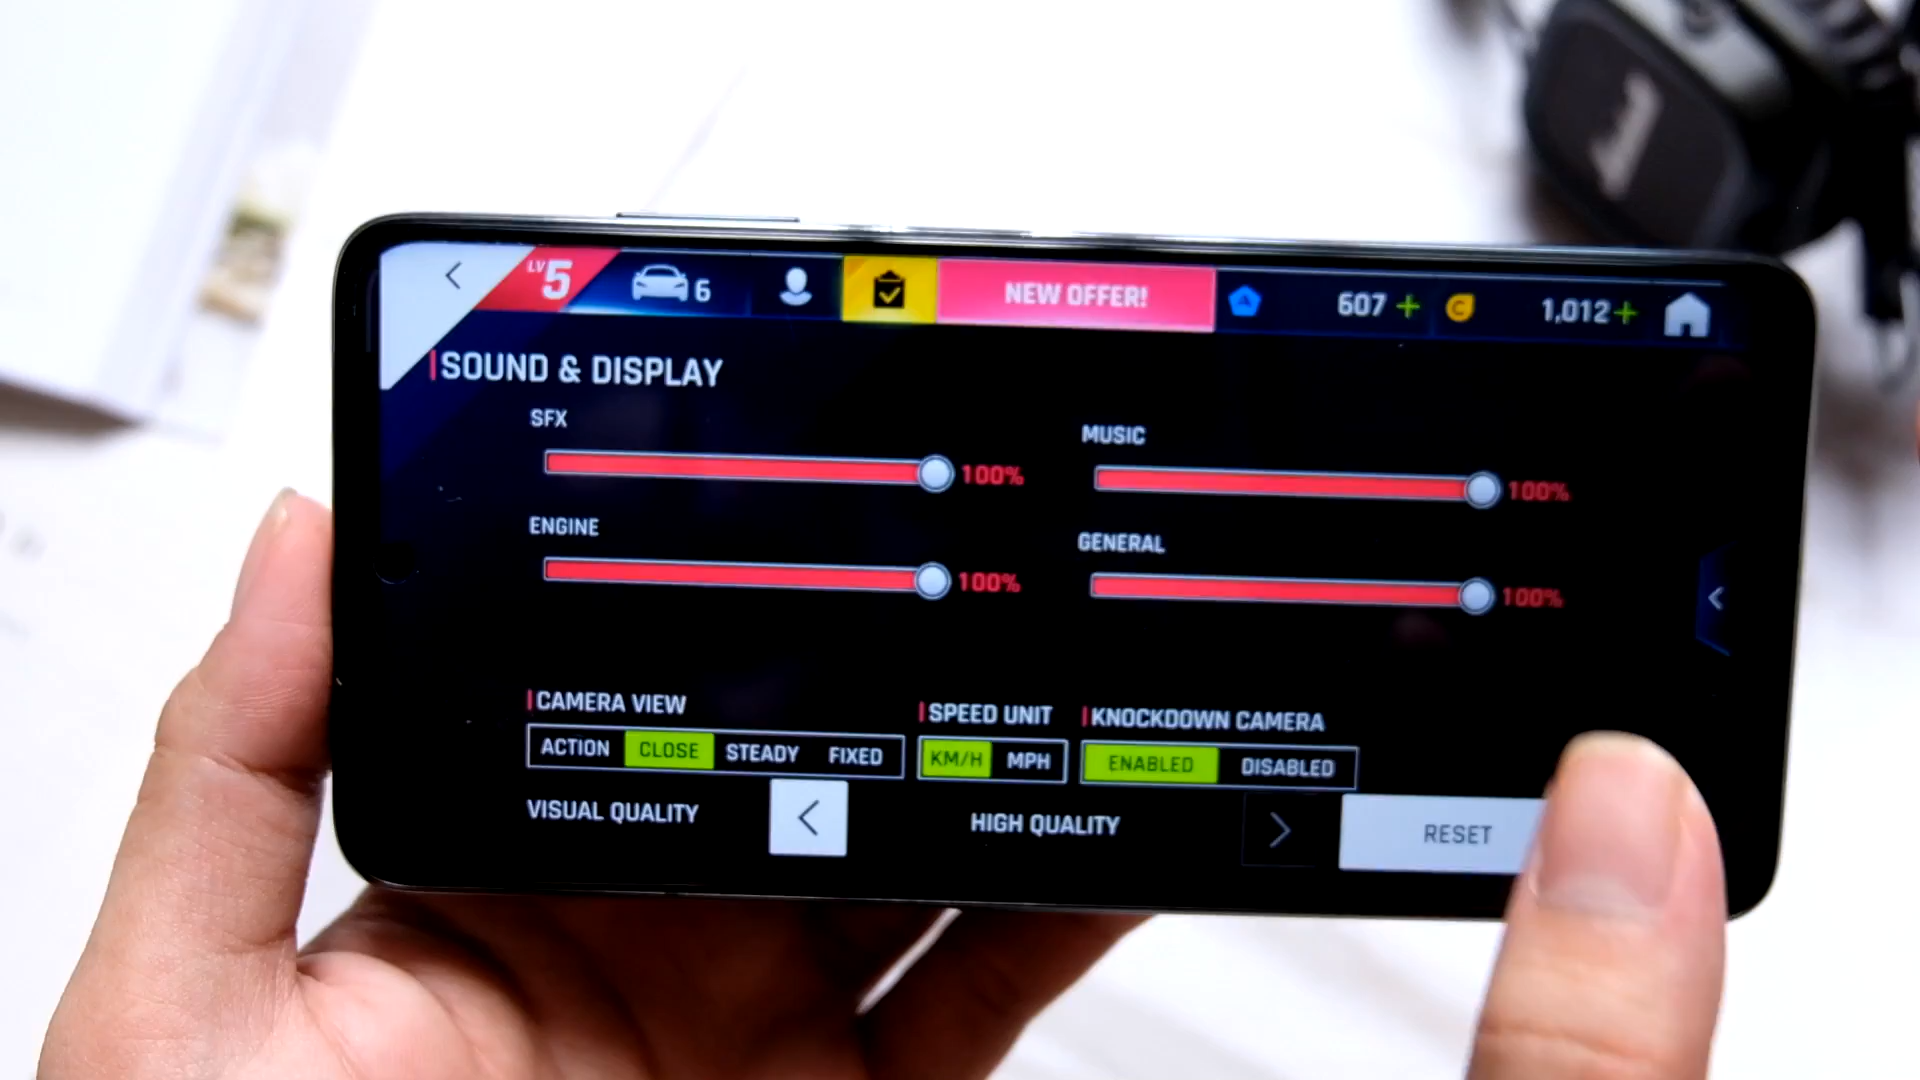 LV 5 6 NEW OFFER! 607 + 1,012 +
SOUND & DISPLAY
SFX
100%
MUSIC
100%
ENGINE
100%
GENERAL
100%
CAMERA VIEW
ACTION CLOSE STEADY FIXED
SPEED UNIT
KM/H MPH
KNOCKDOWN CAMERA
ENABLED DISABLED
VISUAL QUALITY < HIGH QUALITY > RESET